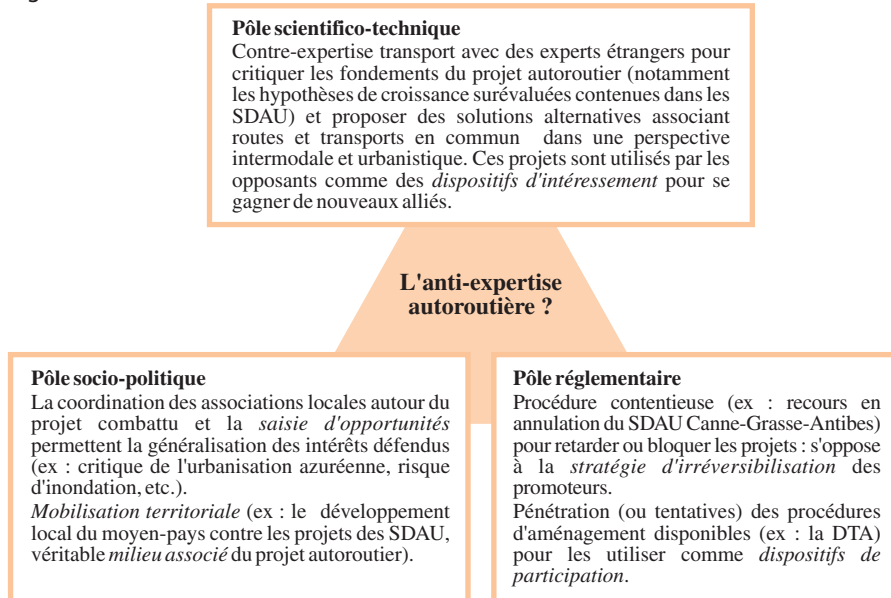 Pôle scientifico-technique
Contre-expertise transport avec des experts étrangers pour
critiquer les fondements du projet autoroutier (notamment
les hypothèses de croissance surévaluées contenues dans les
SDAU) et proposer des solutions alternatives associant
routes et transports en commun dans une perspective
intermodale et urbanistique. Ces projets sont utilisés par les
opposants comme des dispositifs d'intéressement pour se
gagner de nouveaux alliés.
L'anti-expertise
autoroutière ?
Pôle socio-politique
La coordination des associations locales autour du
projet combattu et la saisie d'opportunités
permettent la généralisation des intérêts défendus
(ex : critique de l'urbanisation azuréenne, risque
d'inondation, etc.).
Mobilisation territoriale (ex : le développement
local du moyen-pays contre les projets des SDAU,
véritable milieu associé du projet autoroutier).
Pôle réglementaire
Procédure contentieuse (ex : recours en
annulation du SDAU Canne-Grasse-Antibes)
pour retarder ou bloquer les projets : s'oppose
à la stratégie d'irréversibilisation des
promoteurs.
Pénétration (ou tentatives) des procédures
d'aménagement disponibles (ex : la DTA)
pour les utiliser comme dispositifs de
participation.